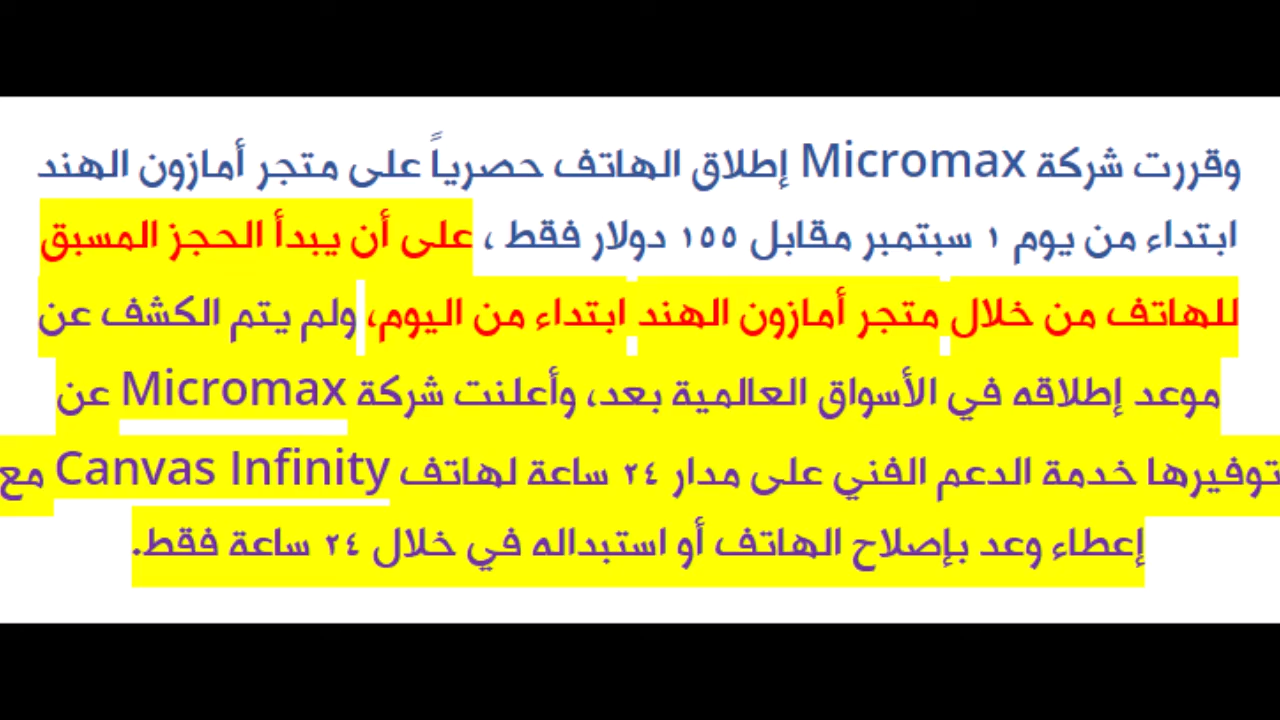 وقررت شركة Micromax إطلاق الهاتف حصرياً على متجر أمازون الهند
ابتداء من يوم ١ سبتمبر مقابل ١٥٥ دولار فقط ، على أن يبدأ الحجز المسبق
للهاتف من خلال متجر أمازون الهند ابتداء من اليوم، ولم يتم الكشف عن
موعد إطلاقه في الأسواق العالمية بعد، وأعلنت شركة Micromax عن
توفيرها خدمة الدعم الفني على مدار ٢٤ ساعة لهاتف Canvas Infinity مع
إعطاء وعد بإصلاح الهاتف أو استبداله في خلال ٢٤ ساعة فقط.